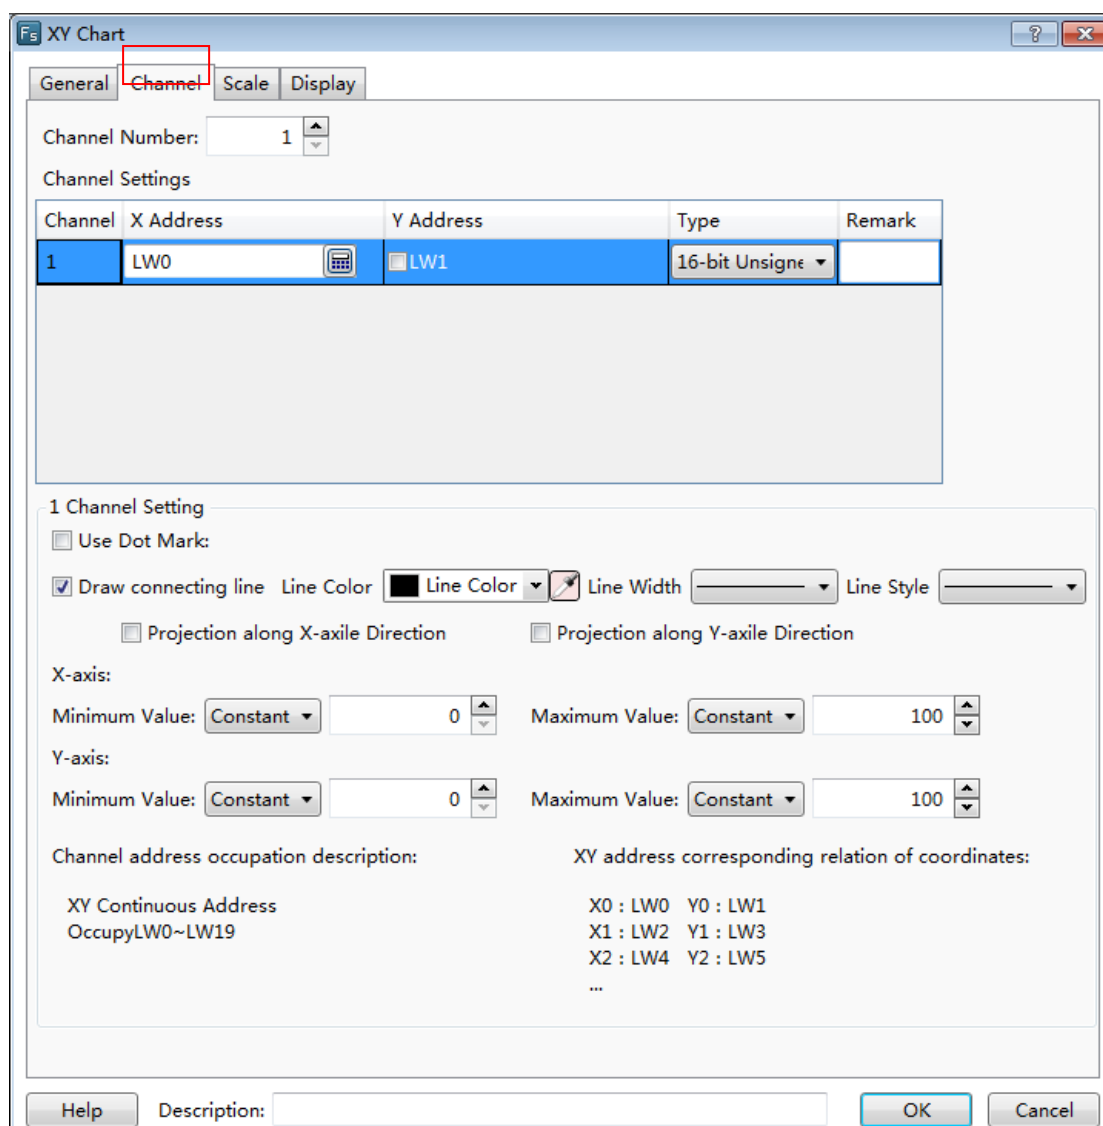 Fs XY Chart ?
General Channel Scale Display
Channel Number: 1
Channel Settings
Channel X Address Y Address Type Remark
1 LW0 LW1 16-bit Unsigne
1 Channel Setting
Use Dot Mark:
Draw connecting line Line Color Line Color Line Width Line Style
Projection along X-axile Direction Projection along Y-axile Direction
X-axis:
Minimum Value: Constant 0 Maximum Value: Constant 100
Y-axis:
Minimum Value: Constant 0 Maximum Value: Constant 100
Channel address occupation description: XY address corresponding relation of coordinates:
XY Continuous Address X0 : LW0 Y0 : LW1
OccupyLW0~LW19 X1 : LW2 Y1 : LW3
X2 : LW4 Y2 : LW5
...
Help Description: OK Cancel